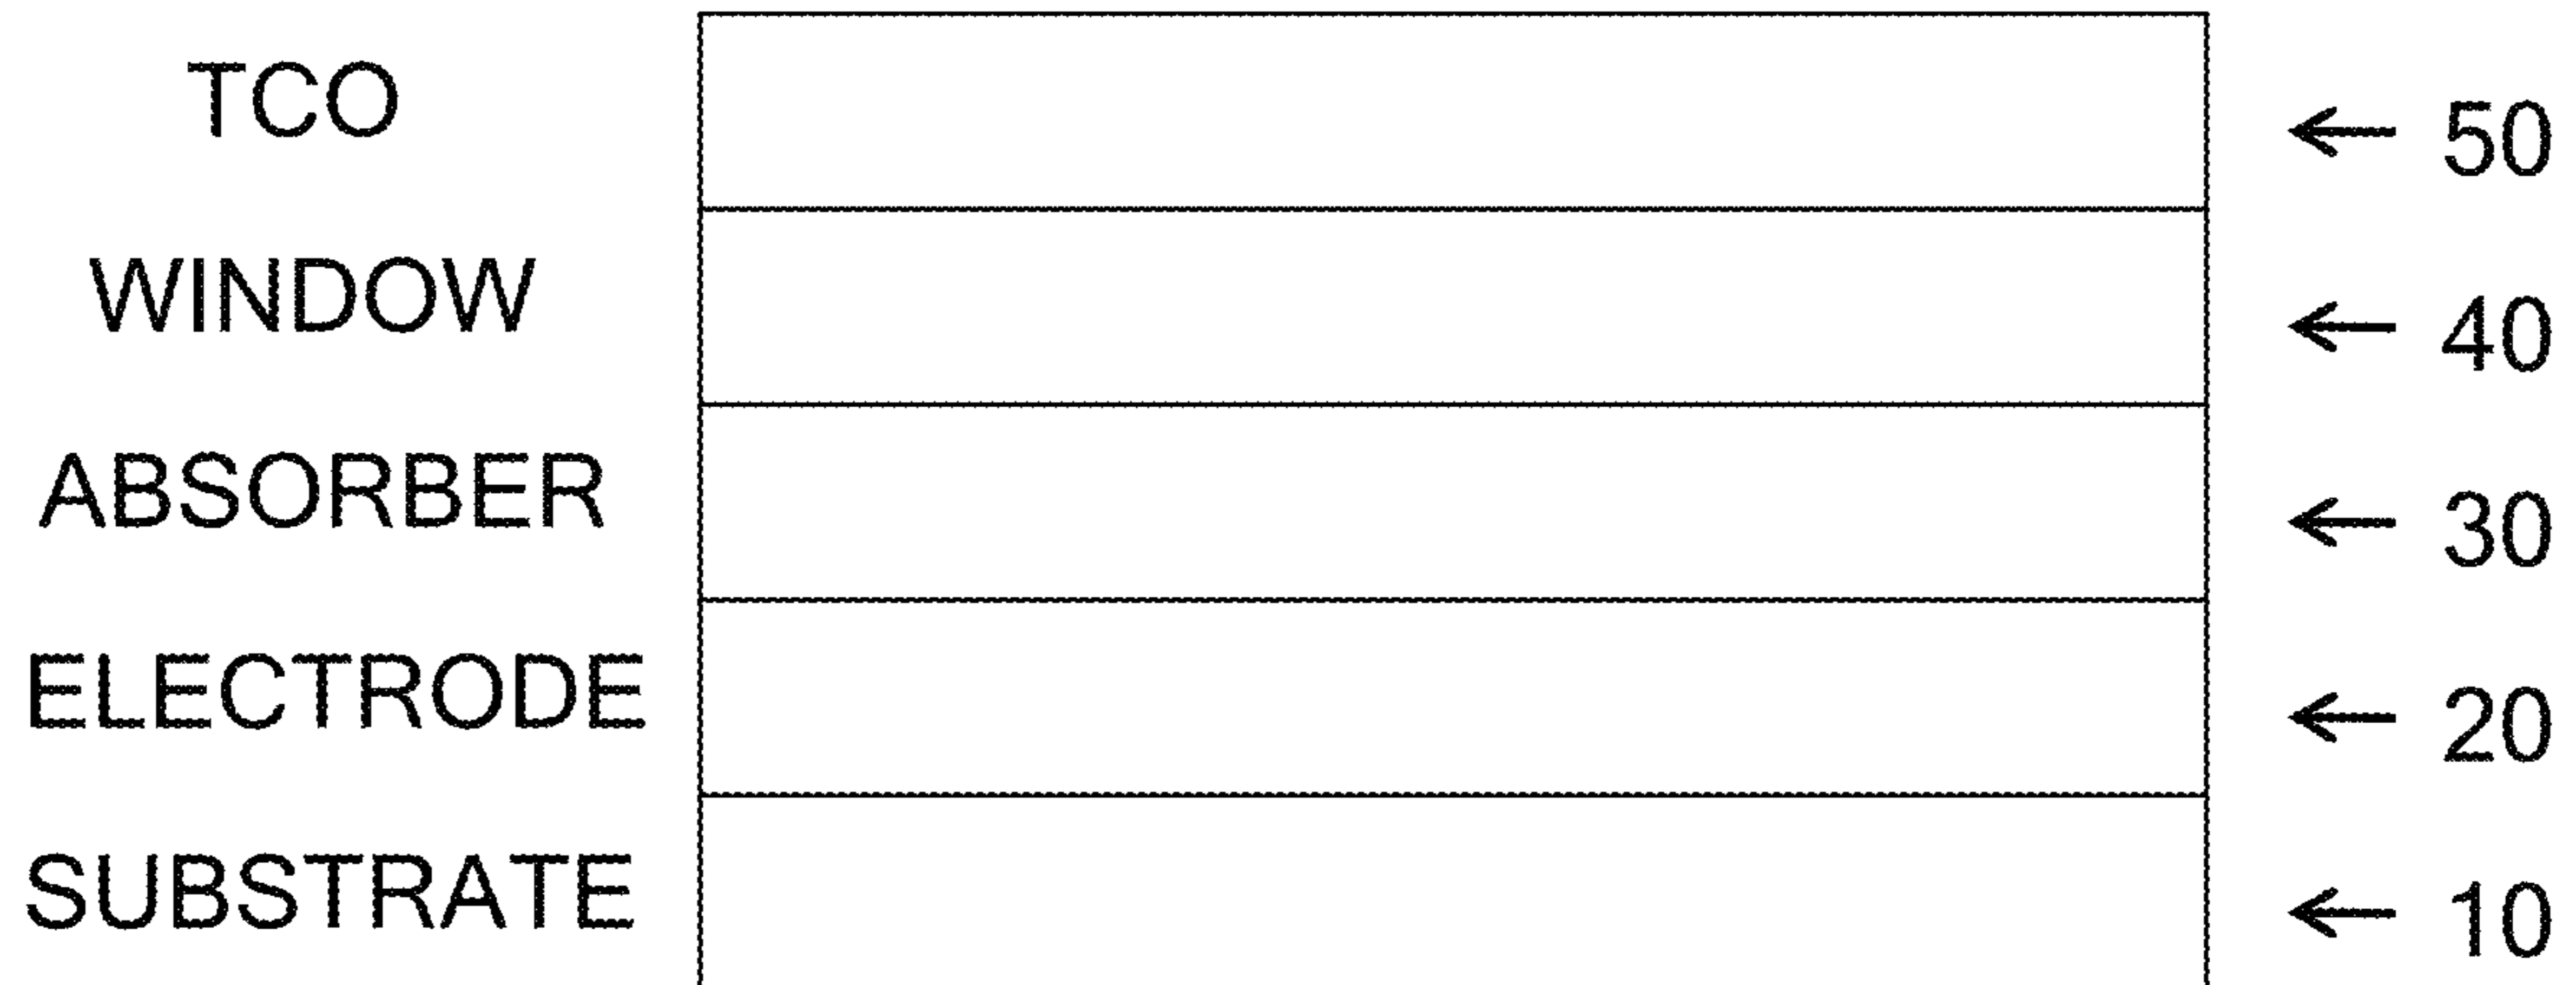 TCO ← 50
WINDOW ← 40
ABSORBER ← 30
ELECTRODE ← 20
SUBSTRATE ← 10